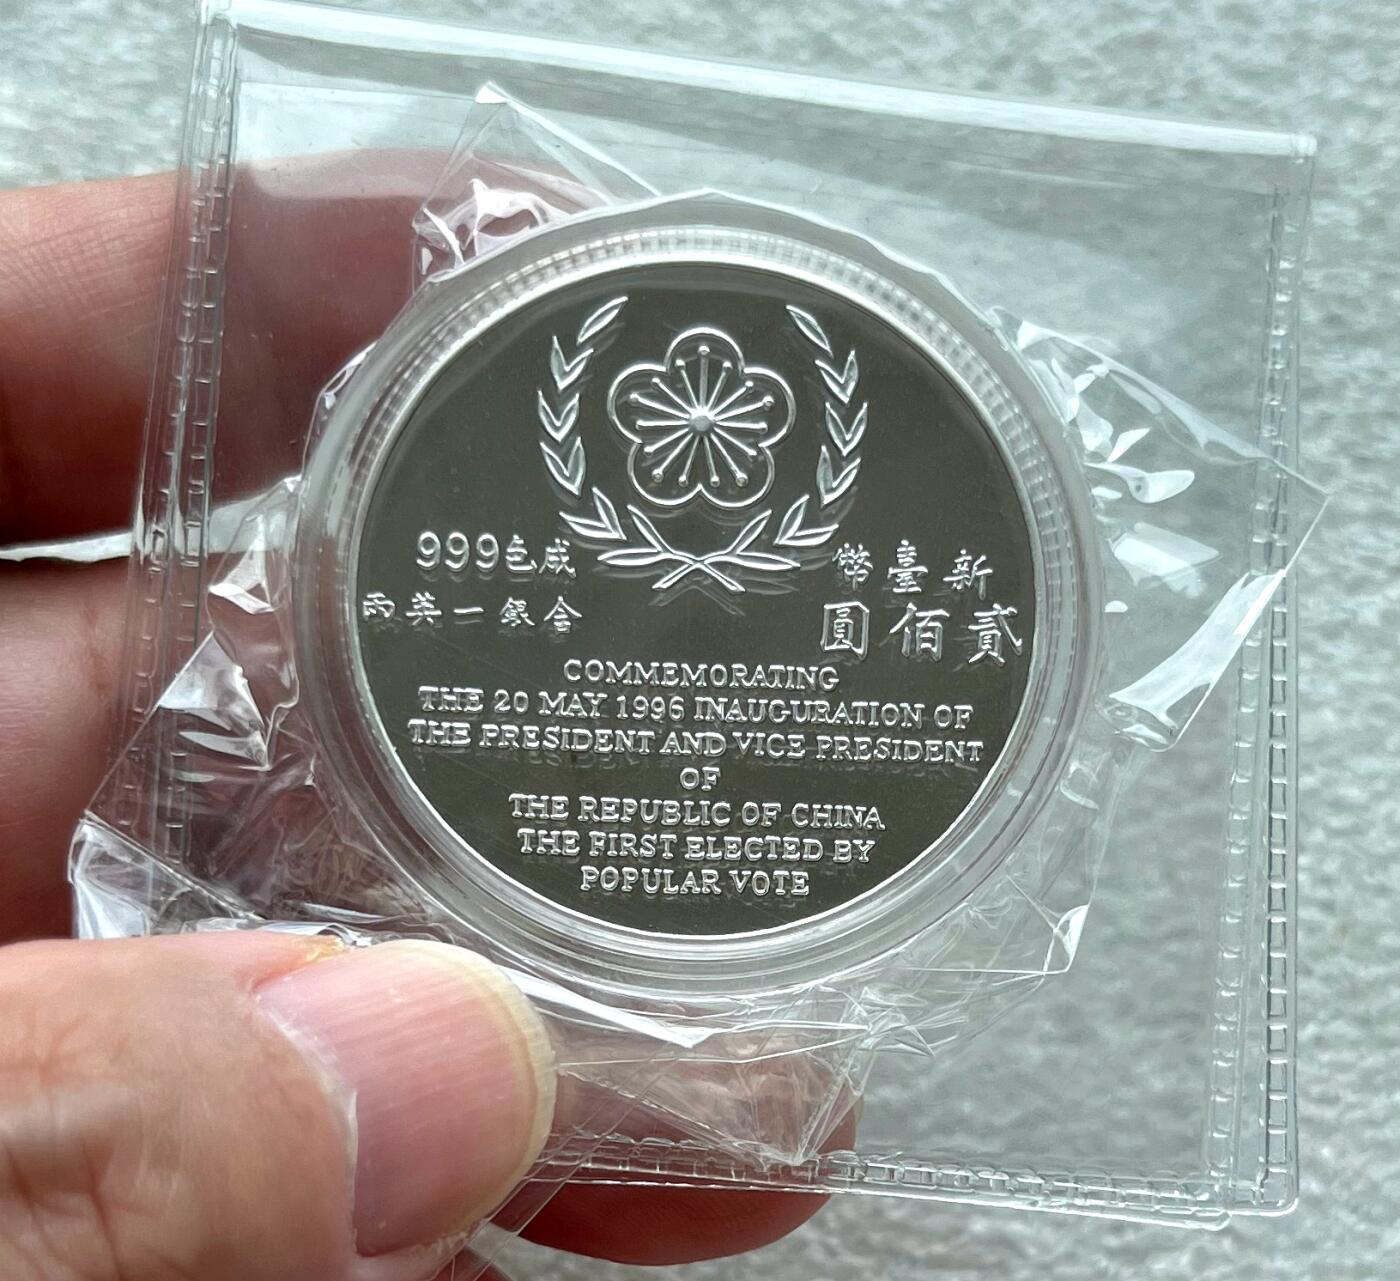 新臺幣
貳佰圓
成色999
含銀一英兩
COMMEMORATING
THE 20 MAY 1996 INAUGURATION OF
THE PRESIDENT AND VICE PRESIDENT
OF
THE REPUBLIC OF CHINA
THE FIRST ELECTED BY
POPULAR VOTE